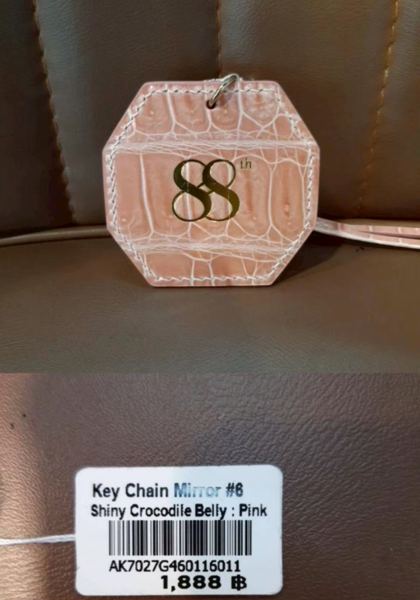 88th
Key Chain Mirror #6
Shiny Crocodile Belly : Pink
AK7027G460116011
1,888 ฿